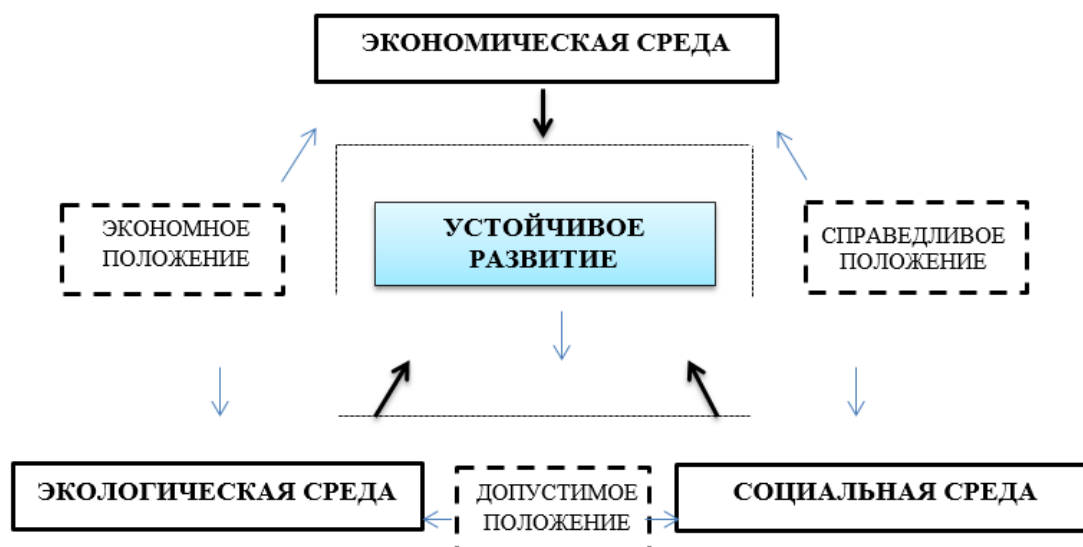 ЭКОНОМИЧЕСКАЯ СРЕДА
ЭКОНОМНОЕ
ПОЛОЖЕНИЕ
УСТОЙЧИВОЕ
РАЗВИТИЕ
СПРАВЕДЛИВОЕ
ПОЛОЖЕНИЕ
ЭКОЛОГИЧЕСКАЯ СРЕДА
ДОПУСТИМОЕ
ПОЛОЖЕНИЕ
СОЦИАЛЬНАЯ СРЕДА